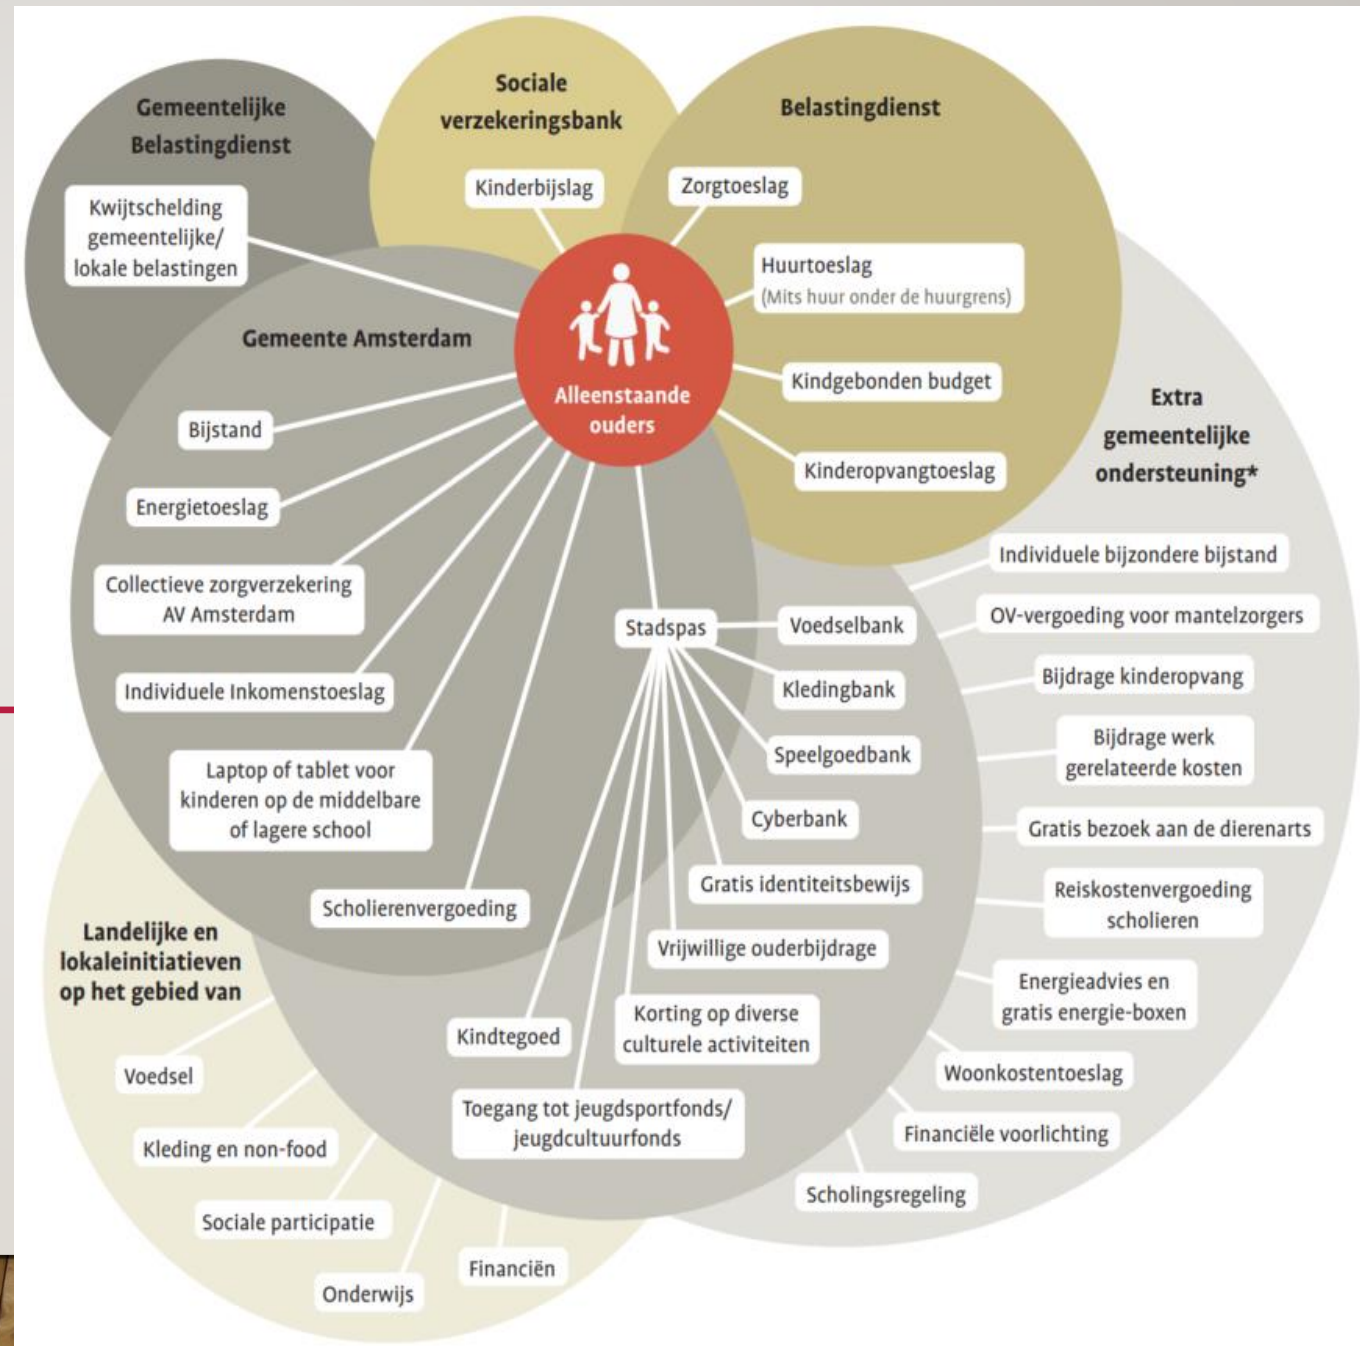 Gemeentelijke
Belastingdienst
Kwijtschelding
gemeentelijke/
lokale belastingen
Sociale
verzekeringsbank
Kinderbijslag
Belastingdienst
Zorgtoeslag
Huurtoeslag
(Mits huur onder de huurgrens)
Kindgebonden budget
Kinderopvangtoeslag
Alleenstaande
ouders
Gemeente Amsterdam
Bijstand
Energietoeslag
Collectieve zorgverzekering
AV Amsterdam
Individuele Inkomenstoeslag
Laptop of tablet voor
kinderen op de middelbare
of lagere school
Scholierenvergoeding
Stadspas
Voedselbank
Kledingbank
Speelgoedbank
Cyberbank
Gratis identiteitsbewijs
Vrijwillige ouderbijdrage
Korting op diverse
culturele activiteiten
Kindtegoed
Toegang tot jeugdsportfonds/
jeugdcultuurfonds
Extra
gemeentelijke
ondersteuning*
Individuele bijzondere bijstand
OV-vergoeding voor mantelzorgers
Bijdrage kinderopvang
Bijdrage werk
gerelateerde kosten
Gratis bezoek aan de dierenarts
Reiskostenvergoeding
scholieren
Energieadvies en
gratis energie-boxen
Woonkostentoeslag
Financiële voorlichting
Scholingsregeling
Landelijke en
lokaleinitiatieven
op het gebied van
Voedsel
Kleding en non-food
Sociale participatie
Onderwijs
Financiën